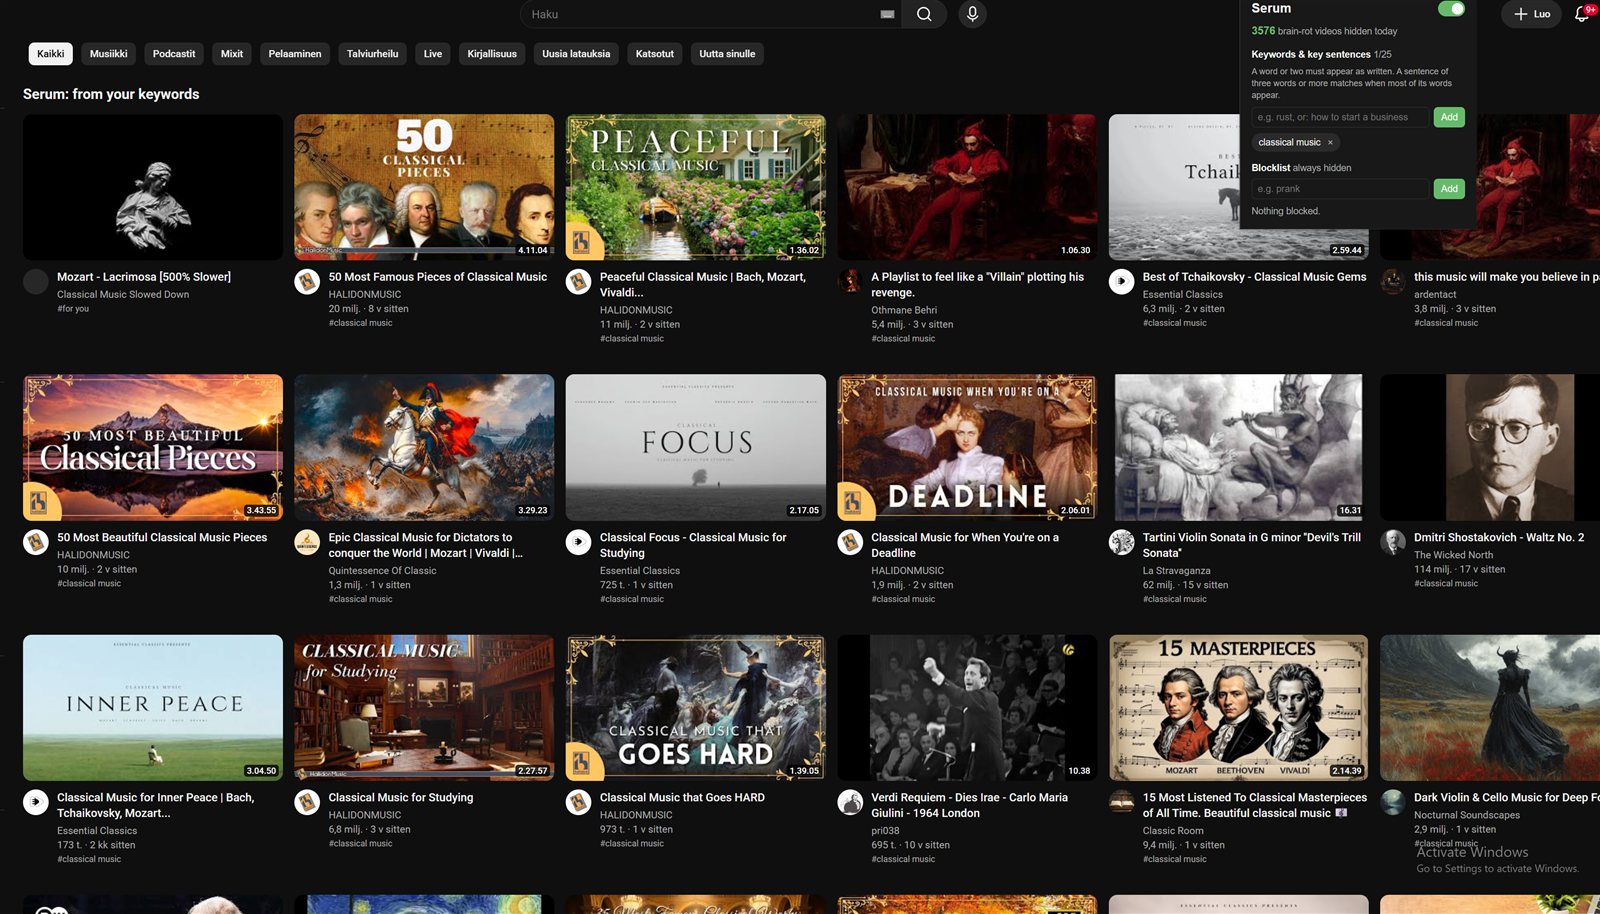 Haku
Serum
Luo
9+
3576 brain-rot videos hidden today
Keywords & key sentences 1/25
A word or two must appear as written. A sentence of
three words or more matches when most of its words
appear.
e.g. rust, or: how to start a business
Add
classical music ×
Blocklist always hidden
e.g. prank
Add
Nothing blocked.
Kaikki
Musiikki
Podcastit
Mixit
Pelaaminen
Talviurheilu
Live
Kirjallisuus
Uusia latauksia
Katsotut
Uutta sinulle
Serum: from your keywords
50
CLASSICAL
PIECES
HalidonMusic
4.11.04
PEACEFUL
CLASSICAL MUSIC
1.36.02
1.06.30
BES
Tchaik
2.59.44
Mozart - Lacrimosa [500% Slower]
Classical Music Slowed Down
#for you
50 Most Famous Pieces of Classical Music
HALIDONMUSIC
20 milj. · 8 v sitten
#classical music
Peaceful Classical Music | Bach, Mozart,
Vivaldi...
HALIDONMUSIC
11 milj. · 2 v sitten
#classical music
A Playlist to feel like a "Villain" plotting his
revenge.
Othmane Behri
5,4 milj. · 3 v sitten
#classical music
Best of Tchaikovsky - Classical Music Gems
Essential Classics
6,3 milj. · 2 v sitten
#classical music
this music will make you believe in pa
ardentact
3,8 milj. · 3 v sitten
#classical music
50 MOST BEAUTIFUL
Classical Pieces
3.43.55
3.29.23
ESSENTIAL CLASSICS PRESENTS
CLASSICAL
FOCUS
CLASSICAL MUSIC FOR STUDYING
2.17.05
CLASSICAL MUSIC WHEN YOU'RE ON A
DEADLINE
2.06.01
16.31
50 Most Beautiful Classical Music Pieces
HALIDONMUSIC
10 milj. · 2 v sitten
#classical music
Epic Classical Music for Dictators to
conquer the World | Mozart | Vivaldi |...
Quintessence Of Classic
1,3 milj. · 1 v sitten
#classical music
Classical Focus - Classical Music for
Studying
Essential Classics
725 t. · 1 v sitten
#classical music
Classical Music for When You're on a
Deadline
HALIDONMUSIC
1,9 milj. · 2 v sitten
#classical music
Tartini Violin Sonata in G minor "Devil's Trill
Sonata"
La Stravaganza
62 milj. · 15 v sitten
#classical music
Dmitri Shostakovich - Waltz No. 2
The Wicked North
114 milj. · 17 v sitten
#classical music
ESSENTIAL CLASSICS PRESENTS
CLASSICAL MUSIC
INNER PEACE
3.04.50
CLASSICAL MUSIC
for Studying
HalidonMusic
2.27.57
CLASSICAL MUSIC THAT
GOES HARD
1.39.05
10.38
15 MASTERPIECES
MOZART BEETHOVEN VIVALDI
2.14.39
Classical Music for Inner Peace | Bach,
Tchaikovsky, Mozart...
Essential Classics
173 t. · 2 kk sitten
#classical music
Classical Music for Studying
HALIDONMUSIC
6,8 milj. · 3 v sitten
#classical music
Classical Music that Goes HARD
HALIDONMUSIC
973 t. · 1 v sitten
#classical music
Verdi Requiem - Dies Irae - Carlo Maria
Giulini - 1964 London
pri038
695 t. · 10 v sitten
#classical music
15 Most Listened To Classical Masterpieces
of All Time. Beautiful classical music
Classic Room
9,4 milj. · 1 v sitten
#classical music
Dark Violin & Cello Music for Deep Fo
Nocturnal Soundscapes
2,9 milj. · 1 v sitten
#classical music
Activate Windows
Go to Settings to activate Windows.